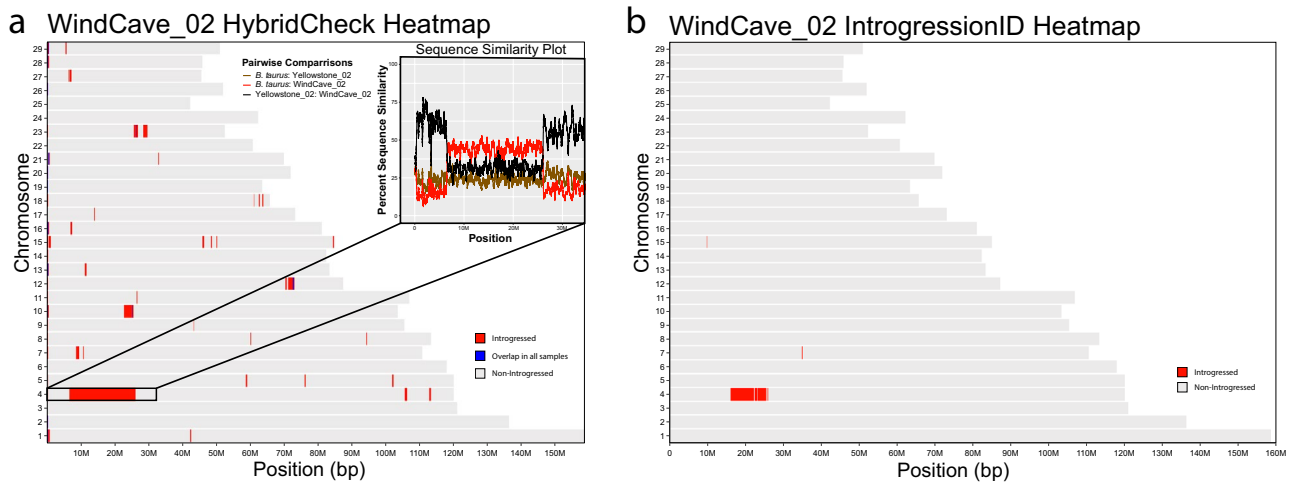 a
WindCave_02 HybridCheck Heatmap
Chromosome
29
28
27
26
25
24
23
22
21
20
19
18
17
16
15
14
13
12
11
10
9
8
7
6
5
4
3
2
1
10M 20M 30M 40M 50M 60M 70M 80M 90M 100M 110M 120M 130M 140M 150M
Position (bp)
Pairwise Comparrisons
B. taurus: Yellowstone_02
B. taurus: WindCave_02
Yellowstone_02: WindCave_02
Sequence Similarity Plot
Percent Sequence Similarity
100
75
50
25
0
0 10M 20M 30M
Position
Introgressed
Overlap in all samples
Non-Introgressed
b
WindCave_02 IntrogressionID Heatmap
Chromosome
29
28
27
26
25
24
23
22
21
20
19
18
17
16
15
14
13
12
11
10
9
8
7
6
5
4
3
2
1
0 10M 20M 30M 40M 50M 60M 70M 80M 90M 100M 110M 120M 130M 140M 150M 160M
Position (bp)
Introgressed
Non-Introgressed